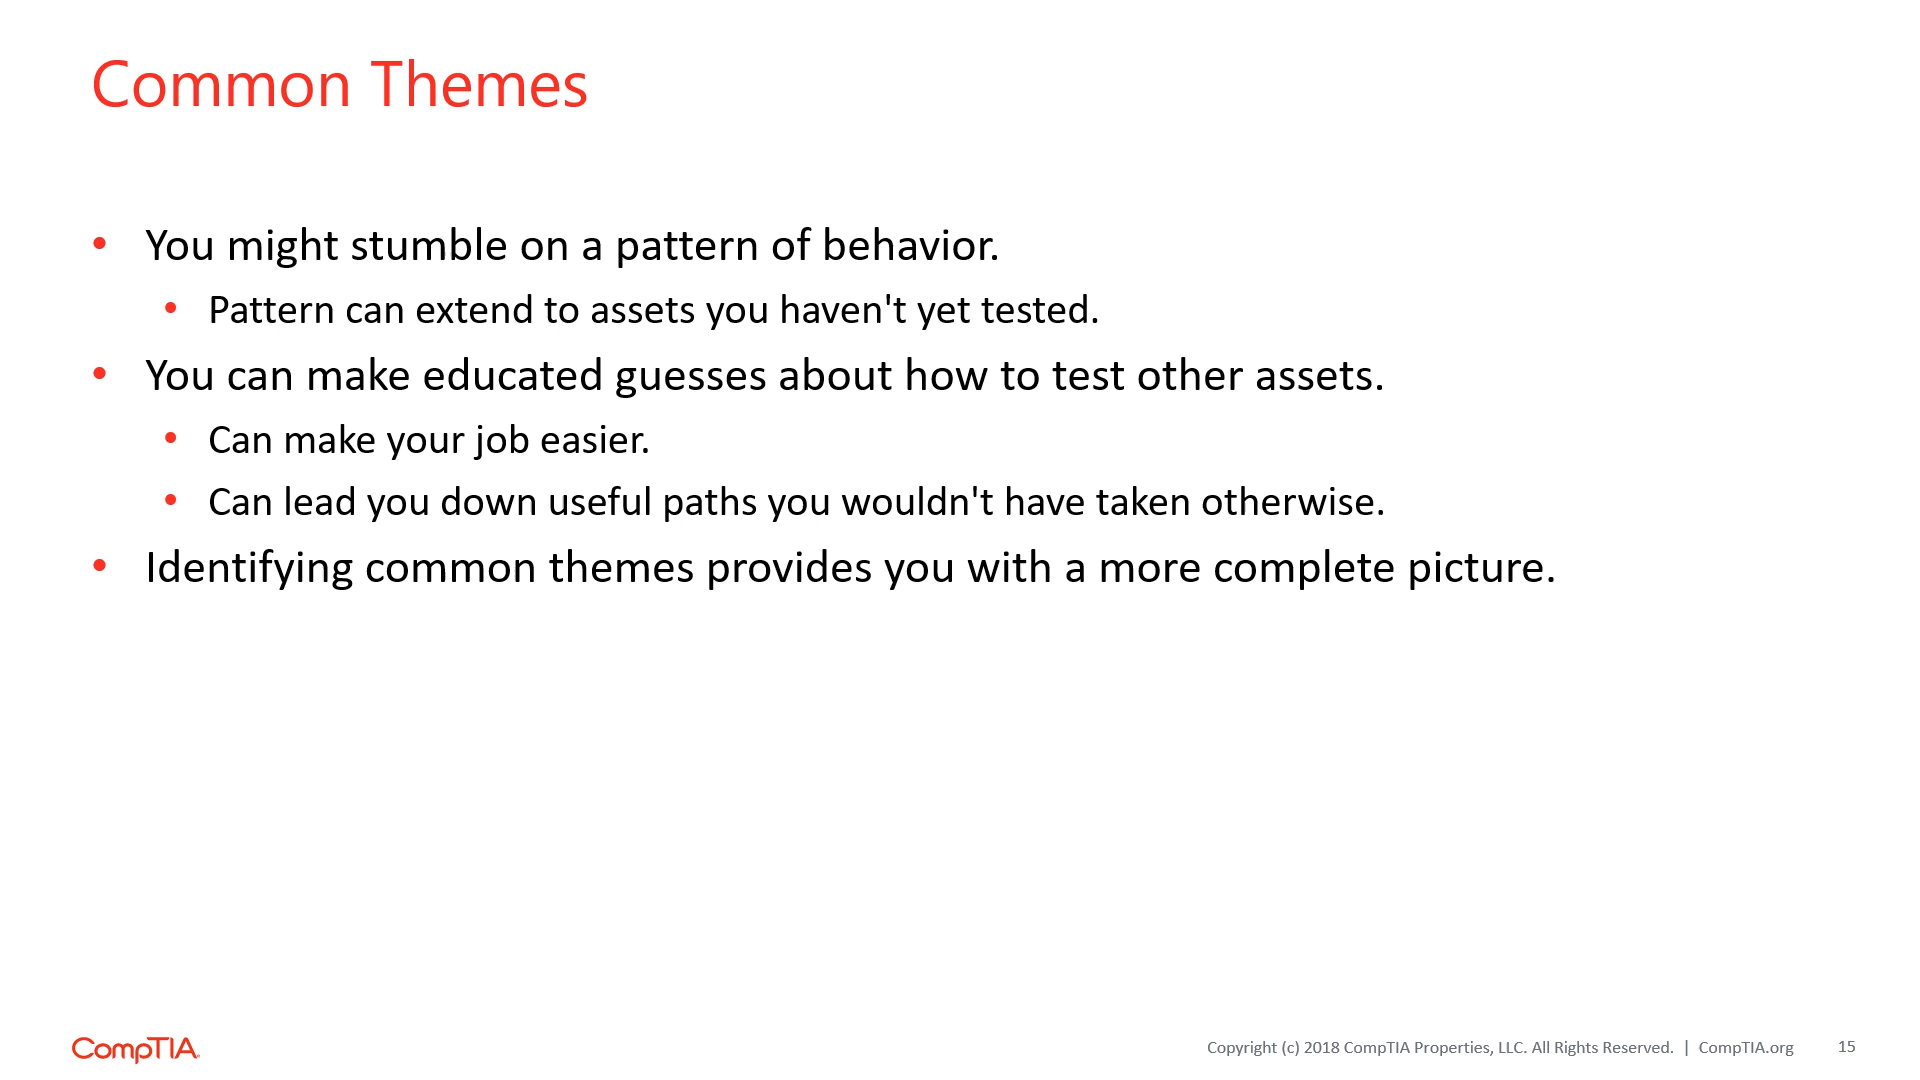 Common Themes
• You might stumble on a pattern of behavior.
• Pattern can extend to assets you haven't yet tested.
• You can make educated guesses about how to test other assets.
• Can make your job easier.
• Can lead you down useful paths you wouldn't have taken otherwise.
• Identifying common themes provides you with a more complete picture.
CompTIA.
Copyright (c) 2018 CompTIA Properties, LLC. All Rights Reserved. | CompTIA.org 15